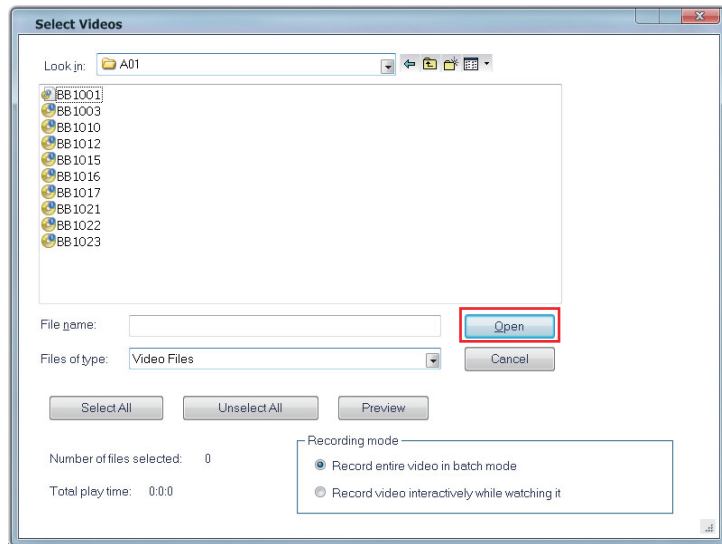 Select Videos
Look in: A01
BB1001
BB1003
BB1010
BB1012
BB1015
BB1016
BB1017
BB1021
BB1022
BB1023
File name:
Open
Files of type: Video Files
Cancel
Select All Unselect All Preview
Number of files selected: 0
Total play time: 0:0:0
Recording mode
Record entire video in batch mode
Record video interactively while watching it